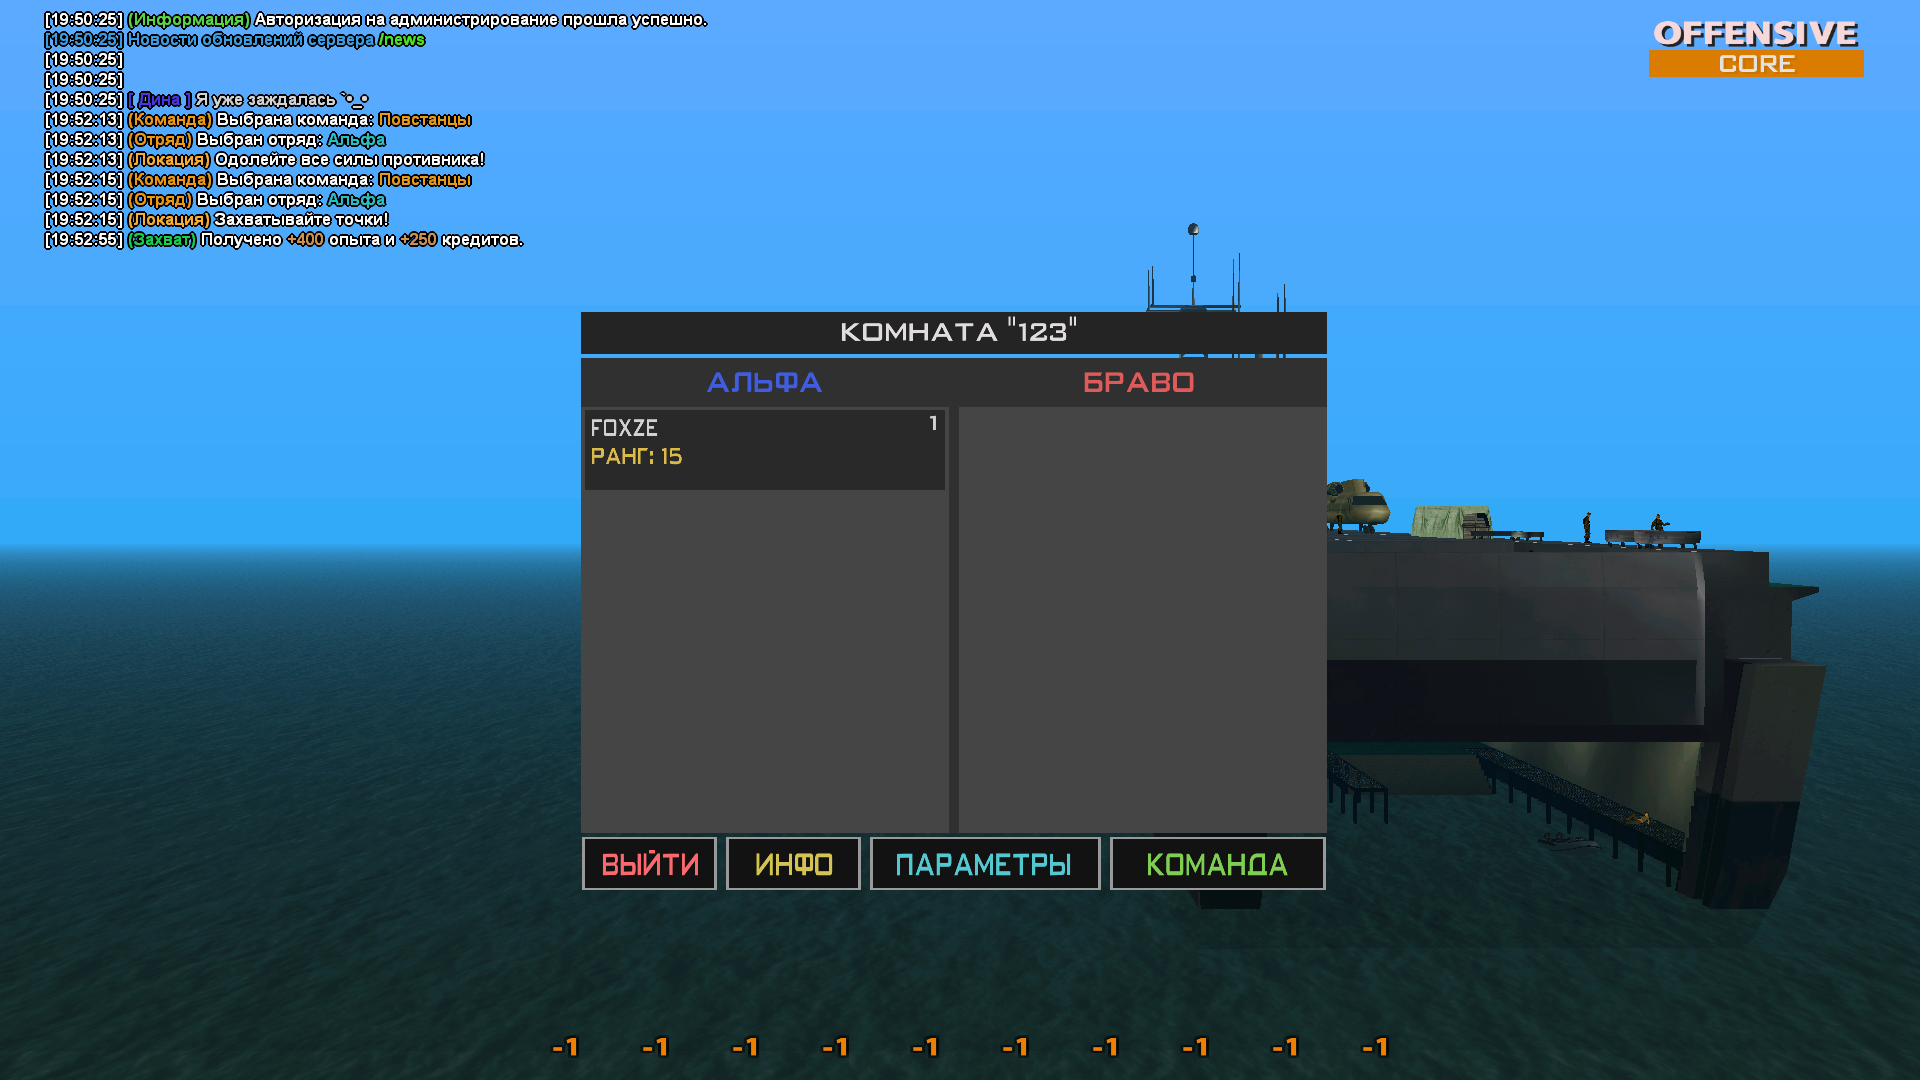 [19:50:25] (Информация) Авторизация на администрирование прошла успешно.
[19:50:25] Новости обновлений сервера /news
[19:50:25]
[19:50:25]
[19:50:25] [ Дина ] Я уже заждалась `•_•
[19:52:13] (Команда) Выбрана команда: Повстанцы
[19:52:13] (Отряд) Выбран отряд: Альфа
[19:52:13] (Локация) Одолейте все силы противника!
[19:52:15] (Команда) Выбрана команда: Повстанцы
[19:52:15] (Отряд) Выбран отряд: Альфа
[19:52:15] (Локация) Захватывайте точки!
[19:52:55] (Захват) Получено +400 опыта и +250 кредитов.
OFFENSIVE
CORE
КОМНАТА "123"
АЛЬФА БРАВО
FOXZE 1
РАНГ: 15
ВЫЙТИ ИНФО ПАРАМЕТРЫ КОМАНДА
-1 -1 -1 -1 -1 -1 -1 -1 -1 -1